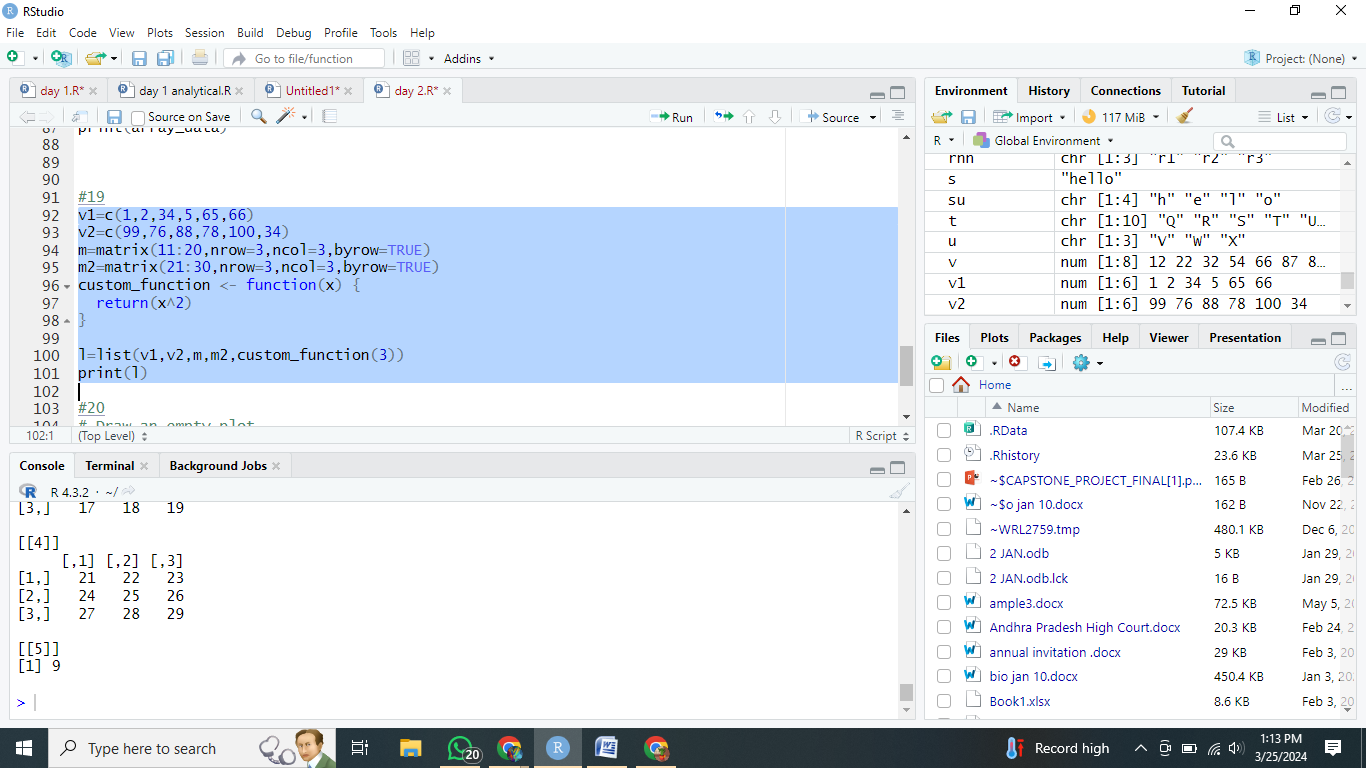 RStudio
File Edit Code View Plots Session Build Debug Profile Tools Help
Go to file/function
Addins
Project: (None)
day 1.R*
day 1 analytical.R
Untitled1*
day 2.R*
Source on Save
Run
Source
87 print(array_data)
88
89
90
91 #19
92 v1=c(1,2,34,5,65,66)
93 v2=c(99,76,88,78,100,34)
94 m=matrix(11:20,nrow=3,ncol=3,byrow=TRUE)
95 m2=matrix(21:30,nrow=3,ncol=3,byrow=TRUE)
96 custom_function <- function(x) {
97 return(x^2)
98 }
99
100 l=list(v1,v2,m,m2,custom_function(3))
101 print(l)
102
103 #20
104 # Draw an empty plot
102:1 (Top Level) R Script
Console Terminal Background Jobs
R 4.3.2 · ~/
[3,] 17 18 19
[[4]]
[,1] [,2] [,3]
[1,] 21 22 23
[2,] 24 25 26
[3,] 27 28 29
[[5]]
[1] 9
>
Environment History Connections Tutorial
Import 117 MiB List
R Global Environment
rnn chr [1:3] "r1" "r2" "r3"
s "hello"
su chr [1:4] "h" "e" "l" "o"
t chr [1:10] "Q" "R" "S" "T" "U…
u chr [1:3] "V" "W" "X"
v num [1:8] 12 22 32 54 66 87 8…
v1 num [1:6] 1 2 34 5 65 66
v2 num [1:6] 99 76 88 78 100 34
Files Plots Packages Help Viewer Presentation
Home ...
Name Size Modified
.RData 107.4 KB Mar 20, 2
.Rhistory 23.6 KB Mar 25, 2
~$CAPSTONE_PROJECT_FINAL[1].p... 165 B Feb 26,
~$o jan 10.docx 162 B Nov 22,
~WRL2759.tmp 480.1 KB Dec 6, 20
2 JAN.odb 5 KB Jan 29,
2 JAN.odb.lck 16 B Jan 29,
ample3.docx 72.5 KB May 5, 20
Andhra Pradesh High Court.docx 20.3 KB Feb 24,
annual invitation .docx 29 KB Feb 3, 20
bio jan 10.docx 450.4 KB Jan 3, 20
Book1.xlsx 8.6 KB Feb 3, 20
Type here to search
20
Record high
1:13 PM
3/25/2024